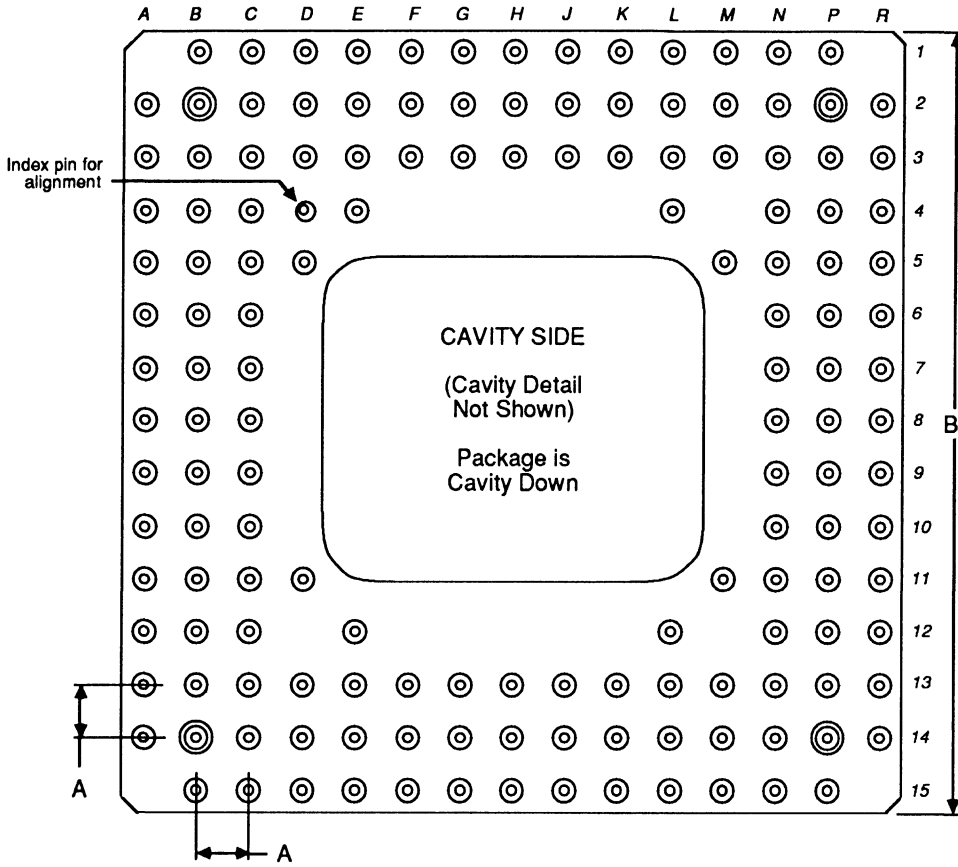 A B C D E F G H J K L M N P R
1
2
3
Index pin for
alignment
4
5
6
CAVITY SIDE
7
(Cavity Detail
Not Shown)
8
B
Package is
Cavity Down
9
10
11
12
13
14
A
15
A